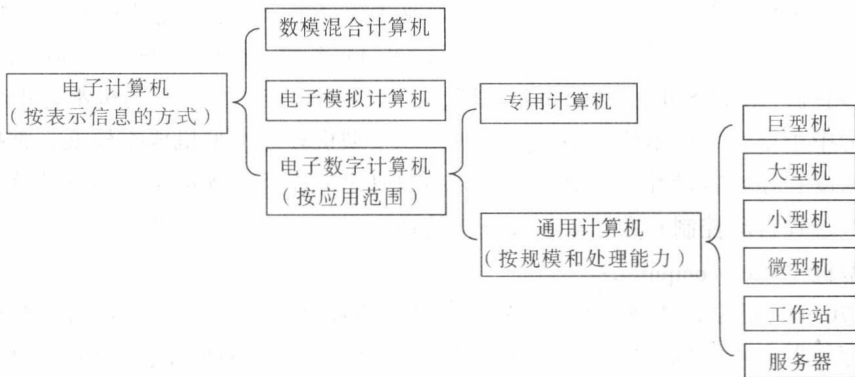 数模混合计算机
电子计算机
（按表示信息的方式）
电子模拟计算机
专用计算机
电子数字计算机
（按应用范围）
通用计算机
（按规模和处理能力）
巨型机
大型机
小型机
微型机
工作站
服务器